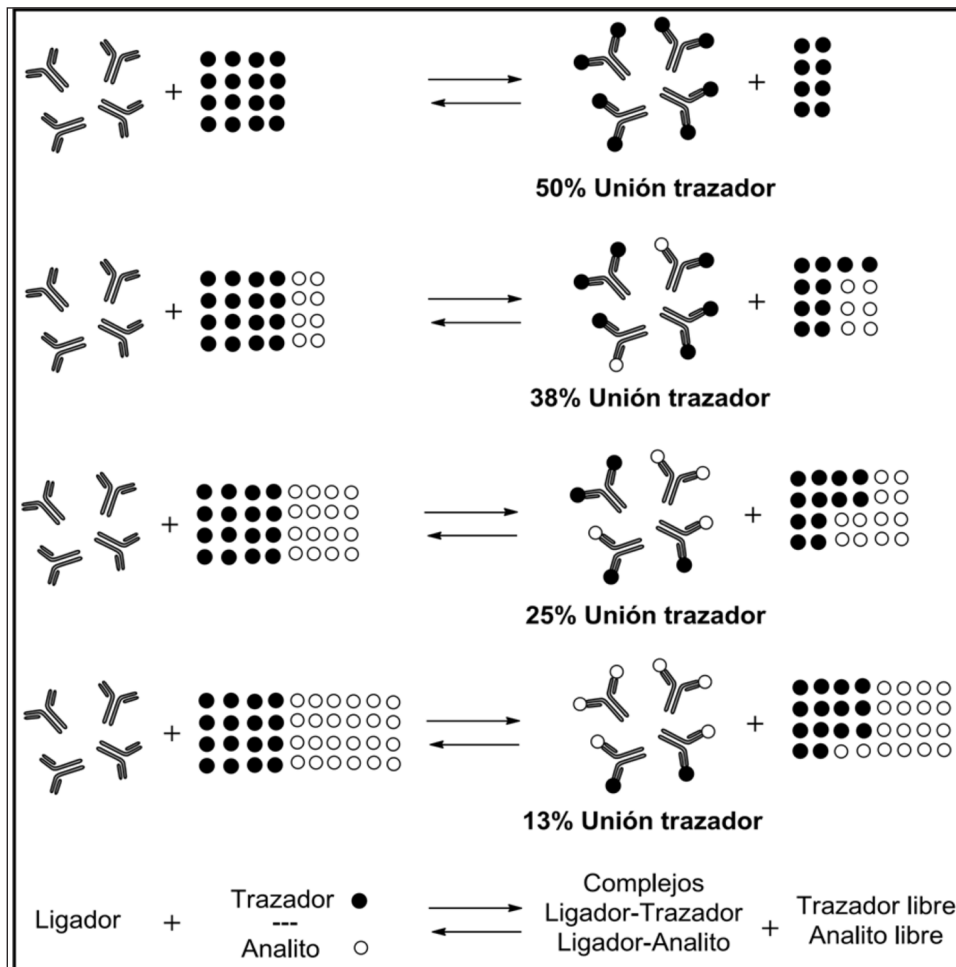 +
+
50% Unión trazador
+
+
38% Unión trazador
+
+
25% Unión trazador
+
+
13% Unión trazador
Ligador + Trazador
---
Analito
Complejos
Ligador-Trazador
Ligador-Analito
+
Trazador libre
Analito libre